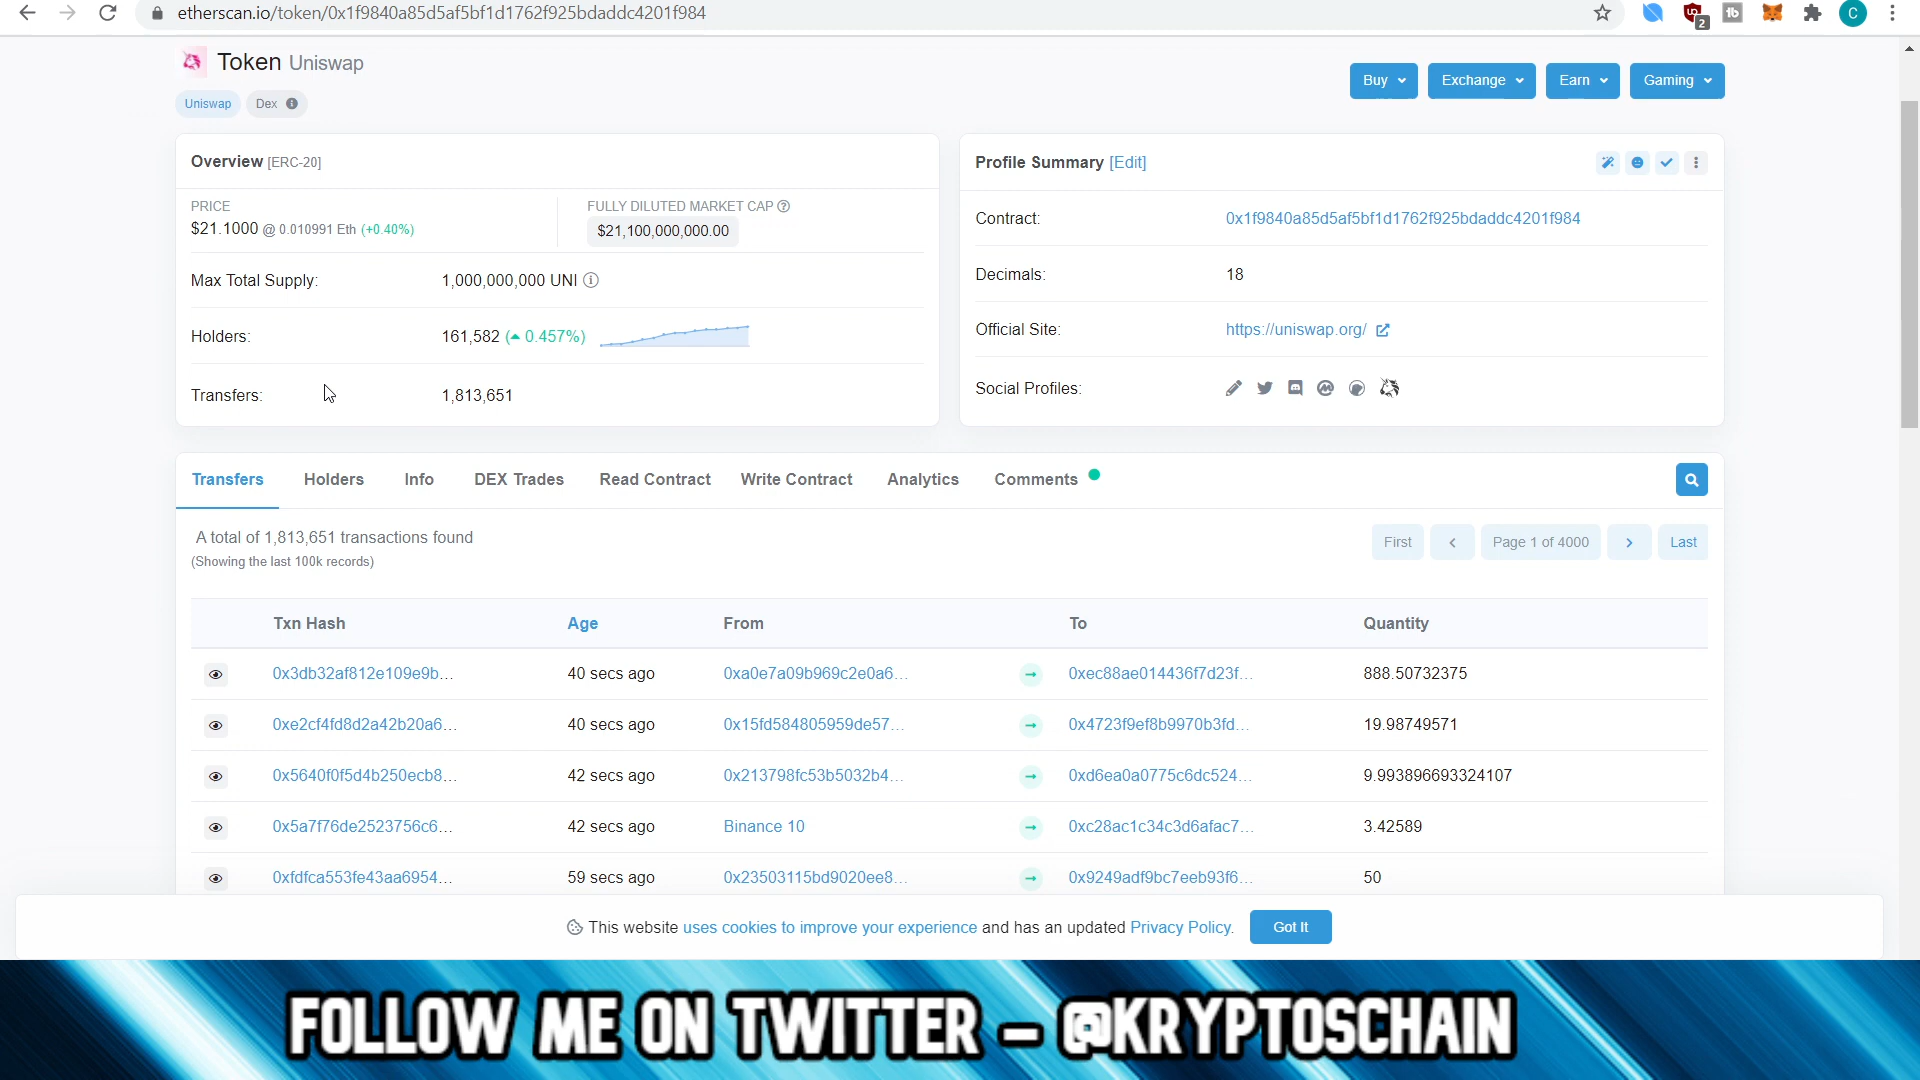 etherscan.io/token/0x1f9840a85d5af5bf1d1762f925bdaddc4201f984
2
C
Token Uniswap
Uniswap
Dex
Buy
Exchange
Earn
Gaming
Overview [ERC-20]
PRICE
$21.1000 @ 0.010991 Eth (+0.40%)
FULLY DILUTED MARKET CAP
$21,100,000,000.00
Max Total Supply:
1,000,000,000 UNI
Holders:
161,582 (0.457%)
Transfers:
1,813,651
Profile Summary [Edit]
Contract:
0x1f9840a85d5af5bf1d1762f925bdaddc4201f984
Decimals:
18
Official Site:
https://uniswap.org/
Social Profiles:
Transfers
Holders
Info
DEX Trades
Read Contract
Write Contract
Analytics
Comments
A total of 1,813,651 transactions found
(Showing the last 100k records)
First
Page 1 of 4000
Last
Txn Hash Age From To Quantity
0x3db32af812e109e9b... 40 secs ago 0xa0e7a09b969c2e0a6... 0xec88ae014436f7d23f... 888.50732375
0xe2cf4fd8d2a42b20a6... 40 secs ago 0x15fd584805959de57... 0x4723f9ef8b9970b3fd... 19.98749571
0x5640f0f5d4b250ecb8... 42 secs ago 0x213798fc53b5032b4... 0xd6ea0a0775c6dc524... 9.993896693324107
0x5a7f76de2523756c6... 42 secs ago Binance 10 0xc28ac1c34c3d6afac7... 3.42589
0xfdfca553fe43aa6954... 59 secs ago 0x23503115bd9020ee8... 0x9249adf9bc7eeb93f6... 50
This website uses cookies to improve your experience and has an updated Privacy Policy.
Got It
FOLLOW ME ON TWITTER – @KRYPTOSCHAIN